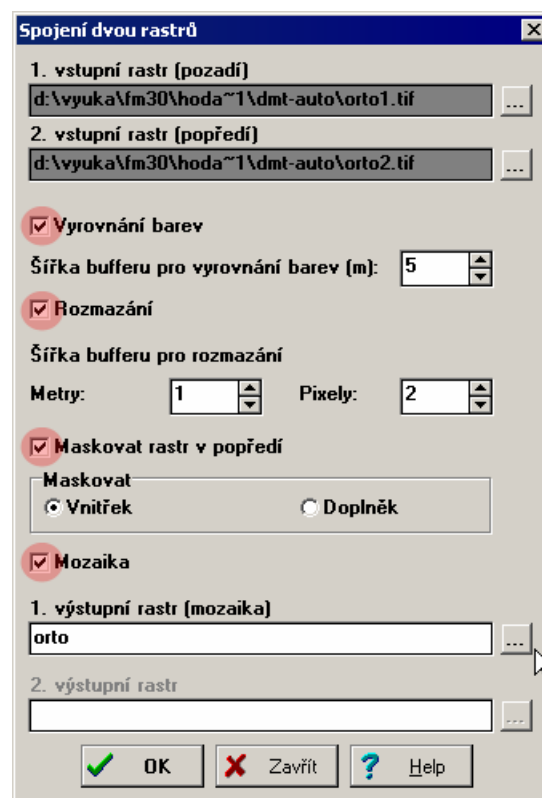 Spojení dvou rastrů
1. vstupní rastr (pozadí)
d:\vyuka\fm30\hoda~1\dmt-auto\orto1.tif ...
2. vstupní rastr (popředí)
d:\vyuka\fm30\hoda~1\dmt-auto\orto2.tif ...
Vyrovnání barev
Šířka bufferu pro vyrovnání barev (m): 5
Rozmazání
Šířka bufferu pro rozmazání
Metry: 1 Pixely: 2
Maskovat rastr v popředí
Maskovat
Vnitřek Doplněk
Mozaika
1. výstupní rastr (mozaika)
orto ...
2. výstupní rastr
...
OK Zavřít ? Help